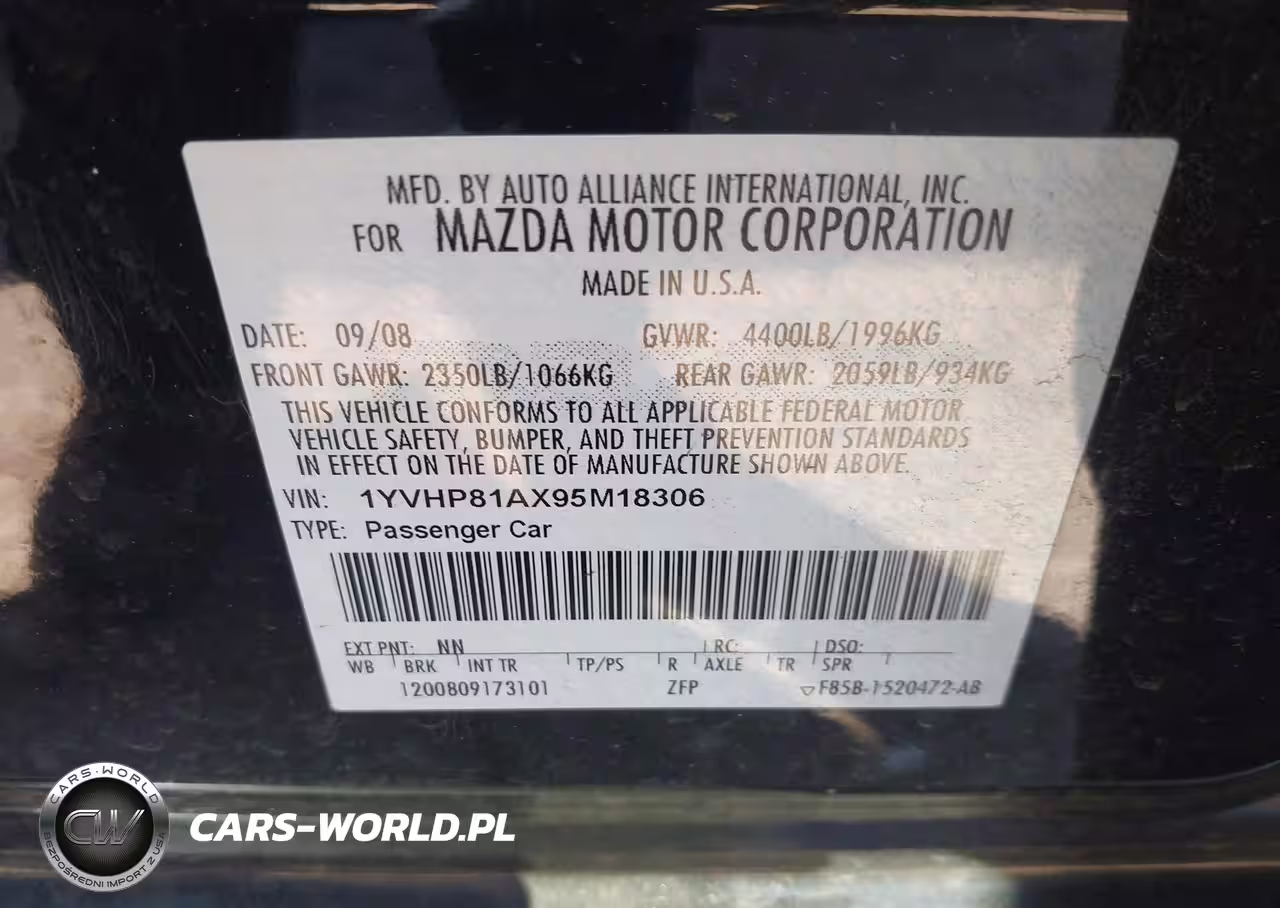 MFD. BY AUTO ALLIANCE INTERNATIONAL, INC.
FOR MAZDA MOTOR CORPORATION
MADE IN U.S.A.
DATE: 09/08 GVWR: 4400LB/1996KG
FRONT GAWR: 2350LB/1066KG REAR GAWR: 2059LB/934KG
THIS VEHICLE CONFORMS TO ALL APPLICABLE FEDERAL MOTOR
VEHICLE SAFETY, BUMPER, AND THEFT PREVENTION STANDARDS
IN EFFECT ON THE DATE OF MANUFACTURE SHOWN ABOVE.
VIN: 1YVHP81AX95M18306
TYPE: Passenger Car
EXT PNT: NN RC: DSO:
WB BRK INT TR TP/PS R AXLE TR SPR
1200809173101 ZFP F85B-1520472-AB
CARS-WORLD
CW
BEZPOŚREDNI IMPORT Z USA
CARS-WORLD.PL